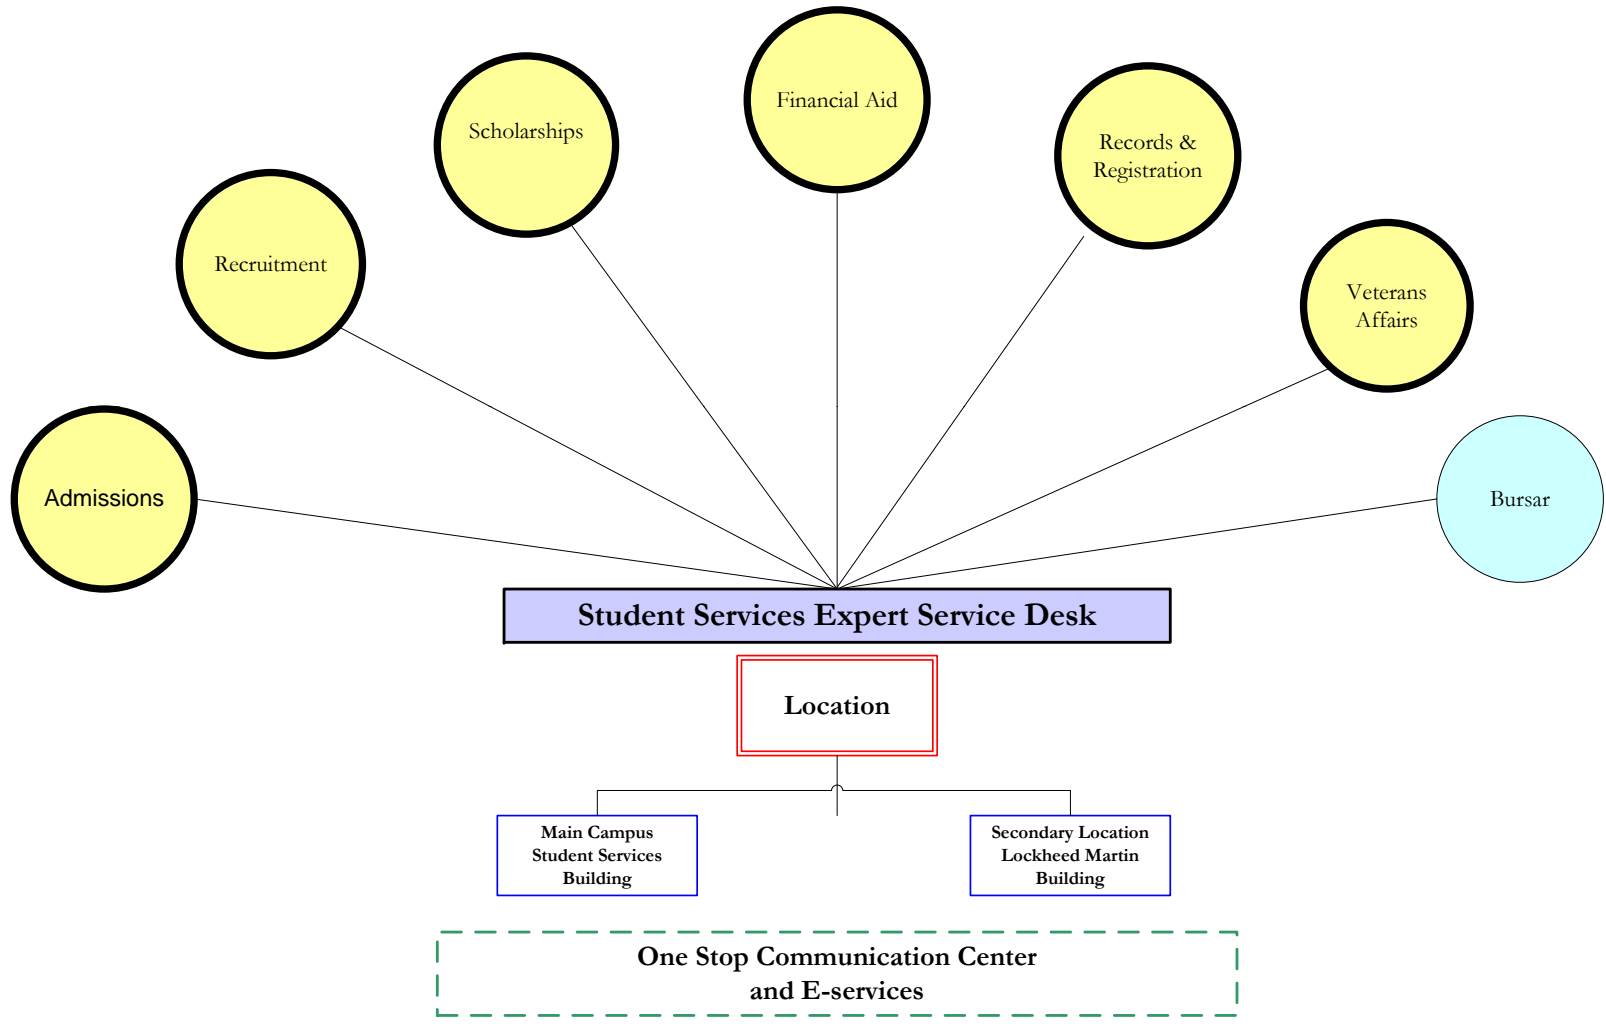 Financial Aid
Scholarships
Records &
Registration
Recruitment
Veterans
Affairs
Admissions
Bursar
Student Services Expert Service Desk
Location
Main Campus
Student Services
Building
Secondary Location
Lockheed Martin
Building
One Stop Communication Center
and E-services